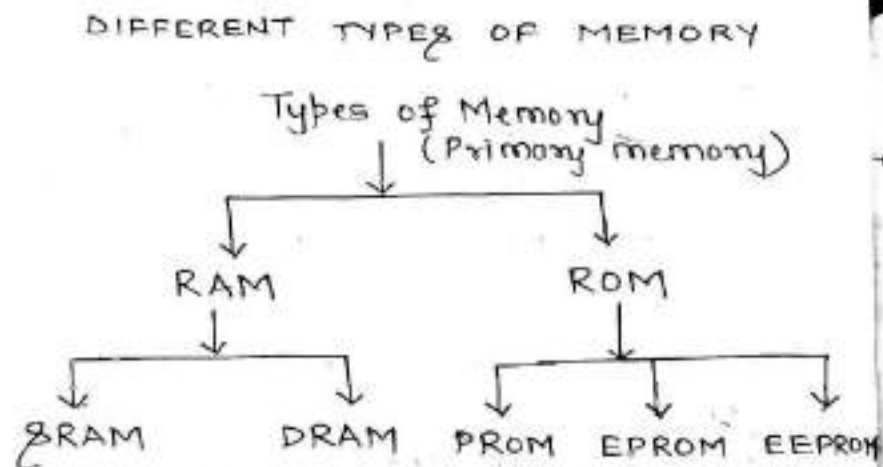 DIFFERENT TYPES OF MEMORY
Types of Memory
(Primary memory)
RAM ROM
SRAM DRAM PROM EPROM EEPROM